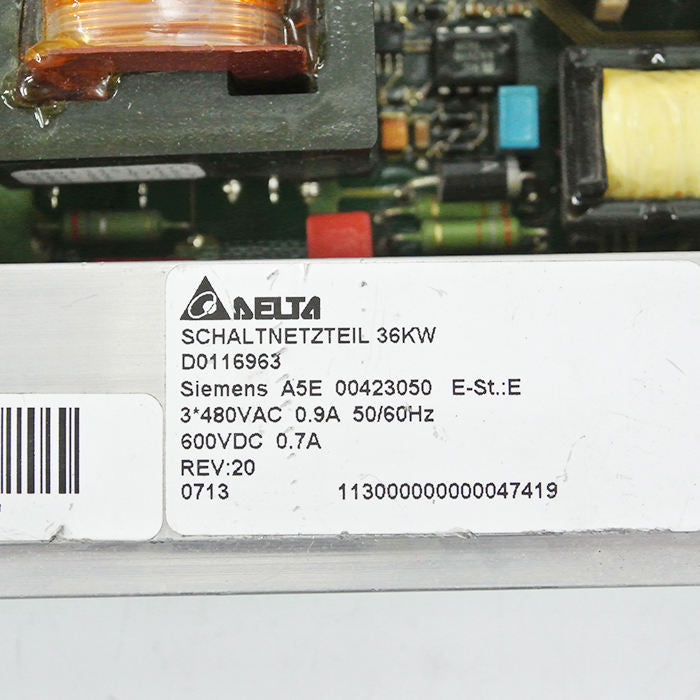 DELTA
SCHALTNETZTEIL 36KW
D0116963
Siemens A5E 00423050 E-St.:E
3*480VAC 0.9A 50/60Hz
600VDC 0.7A
REV:20
0713 113000000000047419